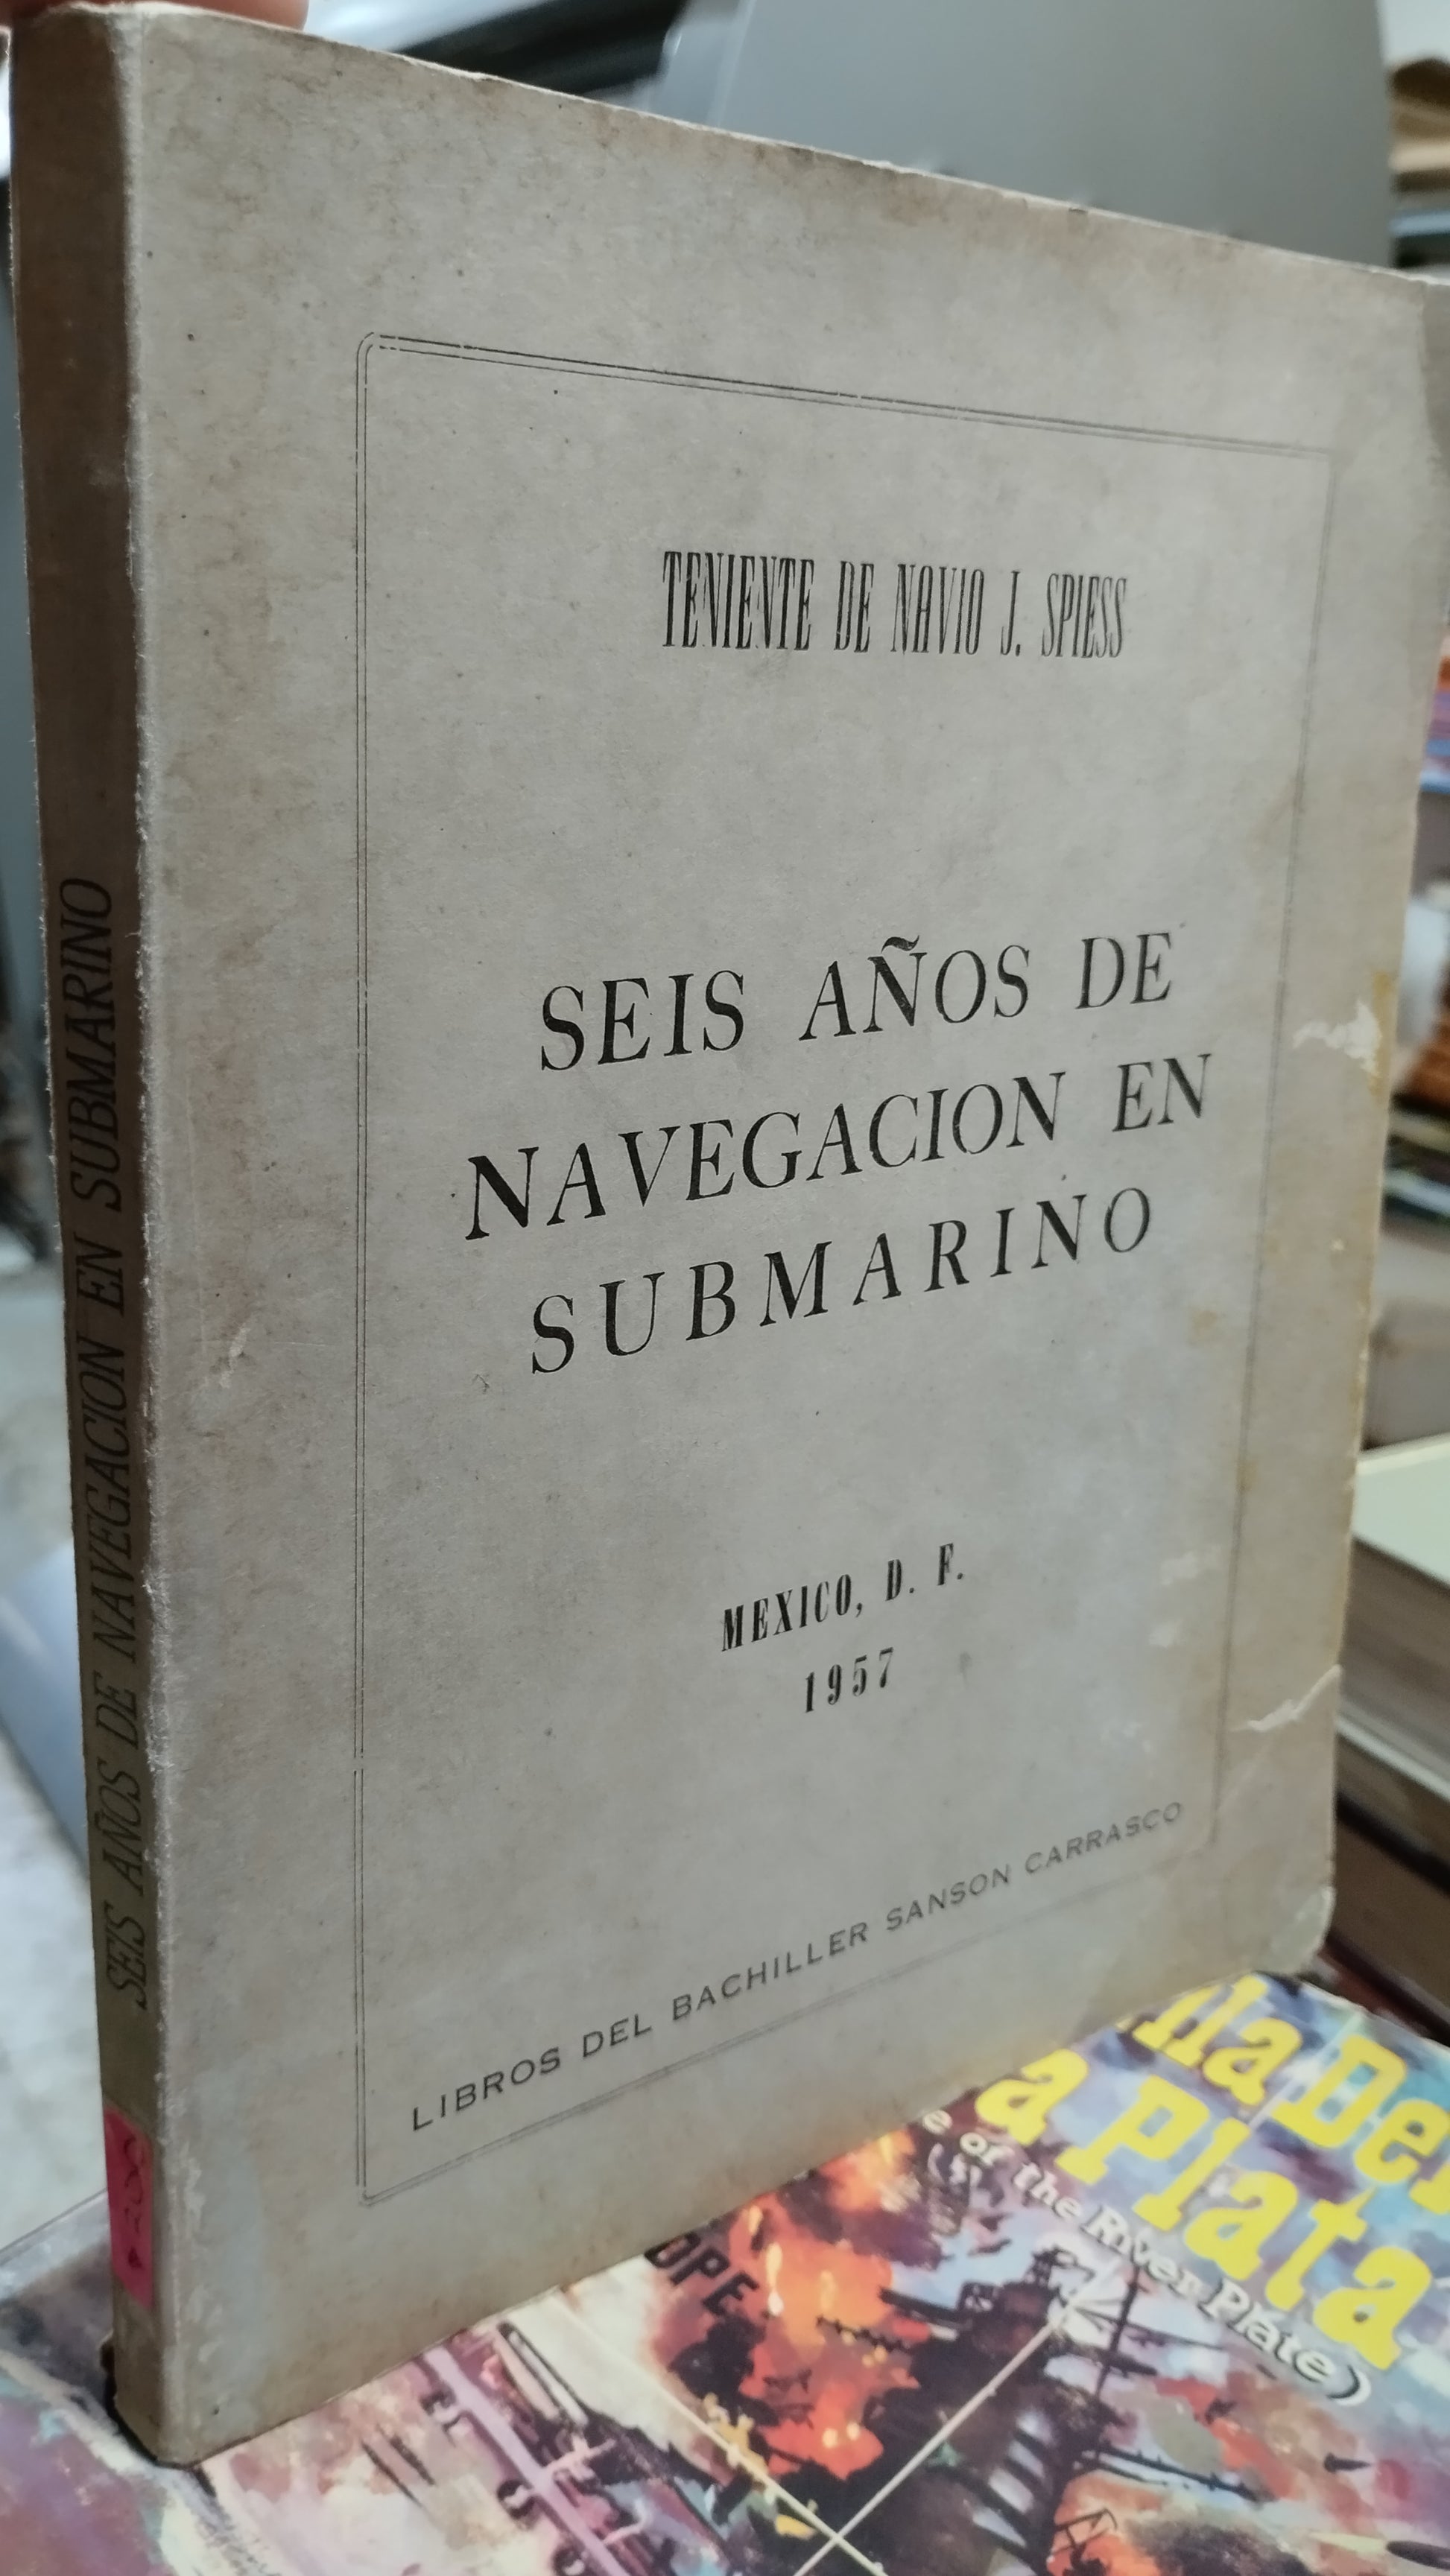 TENIENTE DE NAVIO J. SPIESS
SEIS AÑOS DE
NAVEGACION EN
SUBMARINO
MEXICO, D. F.
1957
LIBROS DEL BACHILLER SANSON CARRASCO
SEIS AÑOS DE NAVEGACION EN SUBMARINO
a Plata
of the River Plate)
OPE